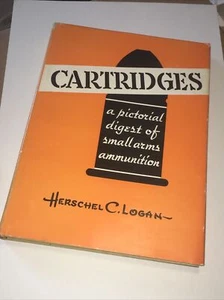 CARTRIDGES
a pictorial
digest of
small arms
ammunition
HERSCHEL C. LOGAN